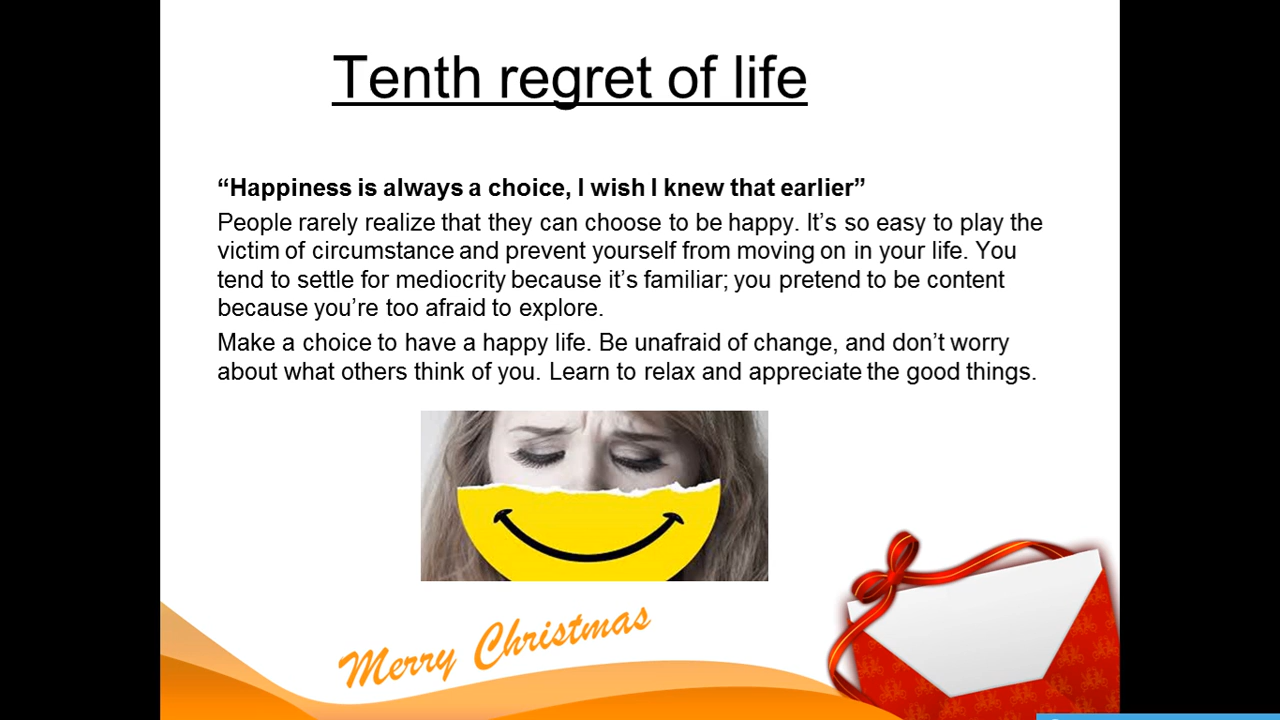 Tenth regret of life
“Happiness is always a choice, I wish I knew that earlier”
People rarely realize that they can choose to be happy. It’s so easy to play the
victim of circumstance and prevent yourself from moving on in your life. You
tend to settle for mediocrity because it’s familiar; you pretend to be content
because you’re too afraid to explore.
Make a choice to have a happy life. Be unafraid of change, and don’t worry
about what others think of you. Learn to relax and appreciate the good things.
Merry Christmas